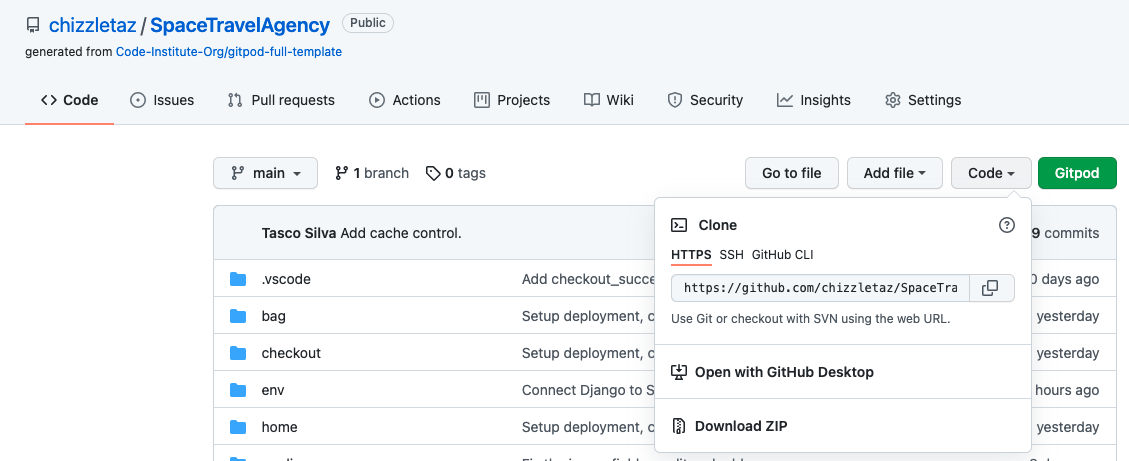 chizzletaz / SpaceTravelAgency Public
generated from Code-Institute-Org/gitpod-full-template
Code Issues Pull requests Actions Projects Wiki Security Insights Settings
main 1 branch 0 tags Go to file Add file Code Gitpod
Tasco Silva Add cache control. 9 commits
Clone
HTTPS SSH GitHub CLI
.vscode Add checkout_succe 0 days ago
https://github.com/chizzletaz/SpaceTra
bag Setup deployment, c yesterday
Use Git or checkout with SVN using the web URL.
checkout Setup deployment, c yesterday
Open with GitHub Desktop
env Connect Django to S hours ago
home Setup deployment, c yesterday
Download ZIP